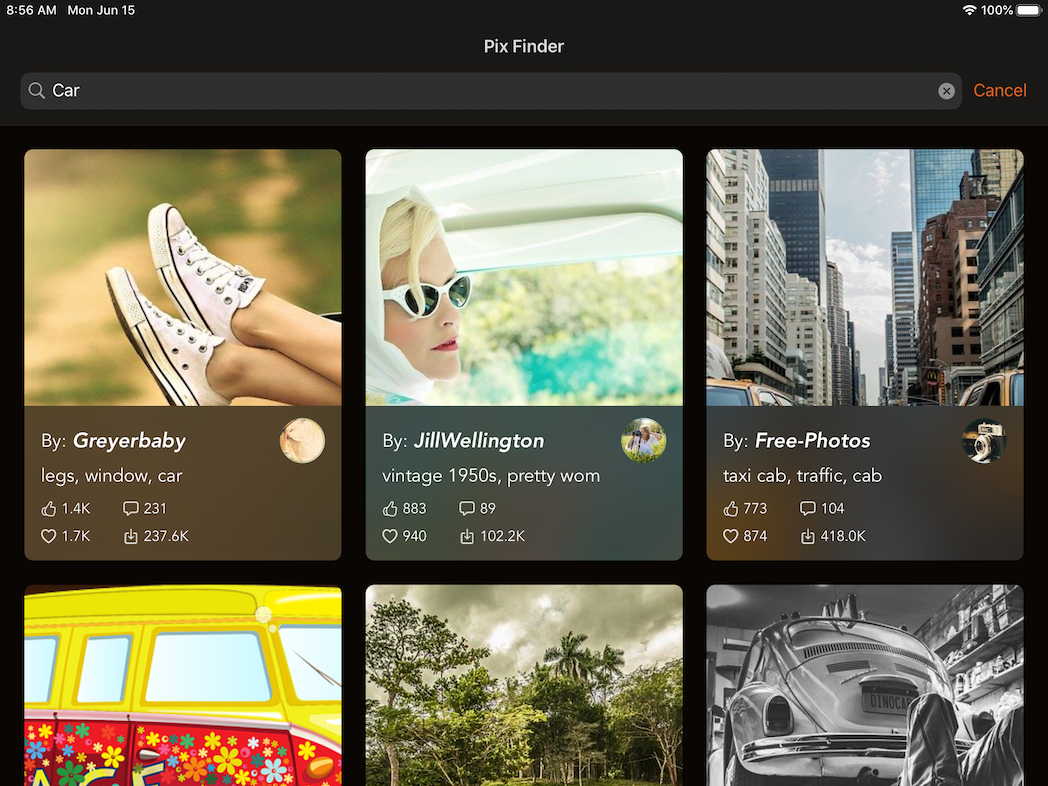 8:56 AM Mon Jun 15
100%
Pix Finder
Car
Cancel
By: Greyerbaby
legs, window, car
1.4K 231
1.7K 237.6K
By: JillWellington
vintage 1950s, pretty wom
883 89
940 102.2K
By: Free-Photos
taxi cab, traffic, cab
773 104
874 418.0K